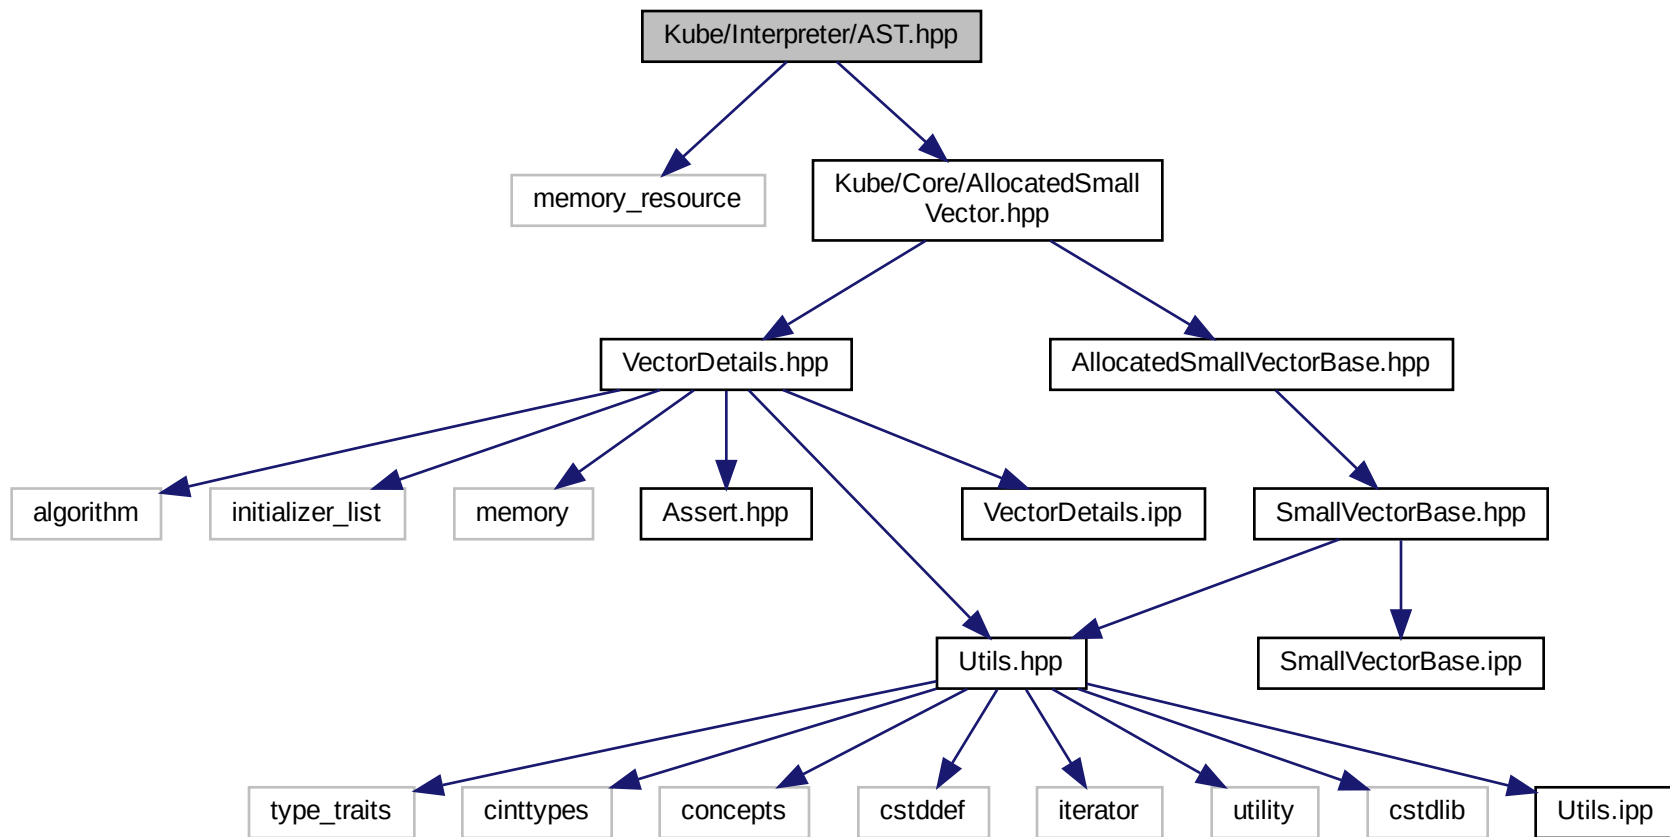 Kube/Interpreter/AST.hpp
memory_resource
Kube/Core/AllocatedSmall
Vector.hpp
VectorDetails.hpp
AllocatedSmallVectorBase.hpp
algorithm
initializer_list
memory
Assert.hpp
VectorDetails.ipp
SmallVectorBase.hpp
Utils.hpp
SmallVectorBase.ipp
type_traits
cinttypes
concepts
cstddef
iterator
utility
cstdlib
Utils.ipp